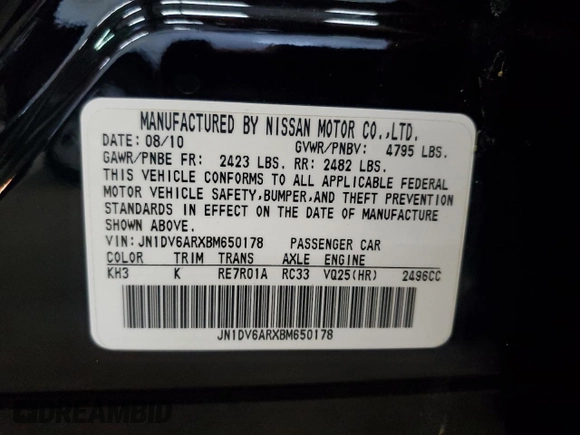 MANUFACTURED BY NISSAN MOTOR CO.,LTD.
DATE: 08/10 GVWR/PNBV: 4795 LBS.
GAWR/PNBE FR: 2423 LBS. RR: 2482 LBS.
THIS VEHICLE CONFORMS TO ALL APPLICABLE FEDERAL
MOTOR VEHICLE SAFETY,BUMPER,AND THEFT PREVENTION
STANDARDS IN EFFECT ON THE DATE OF MANUFACTURE
SHOWN ABOVE.
VIN: JN1DV6ARXBM650178 PASSENGER CAR
COLOR TRIM TRANS AXLE ENGINE
KH3 K RE7R01A RC33 VQ25(HR) 2496CC
JN1DV6ARXBM650178
DREAMBID